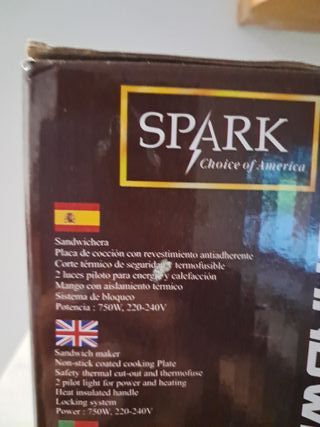 SPARK
Choice of America
Sandwichera
Placa de cocción con revestimiento antiadherente
Corte térmico de seguridad y termofusible
2 luces piloto para energía y calefacción
Mango con aislamiento térmico
Sistema de bloqueo
Potencia : 750W, 220-240V
Sandwich maker
Non-stick coated cooking Plate
Safety thermal cut-out and thermofuse
2 pilot light for power and heating
Heat insulated handle
Locking system
Power : 750W, 220-240V